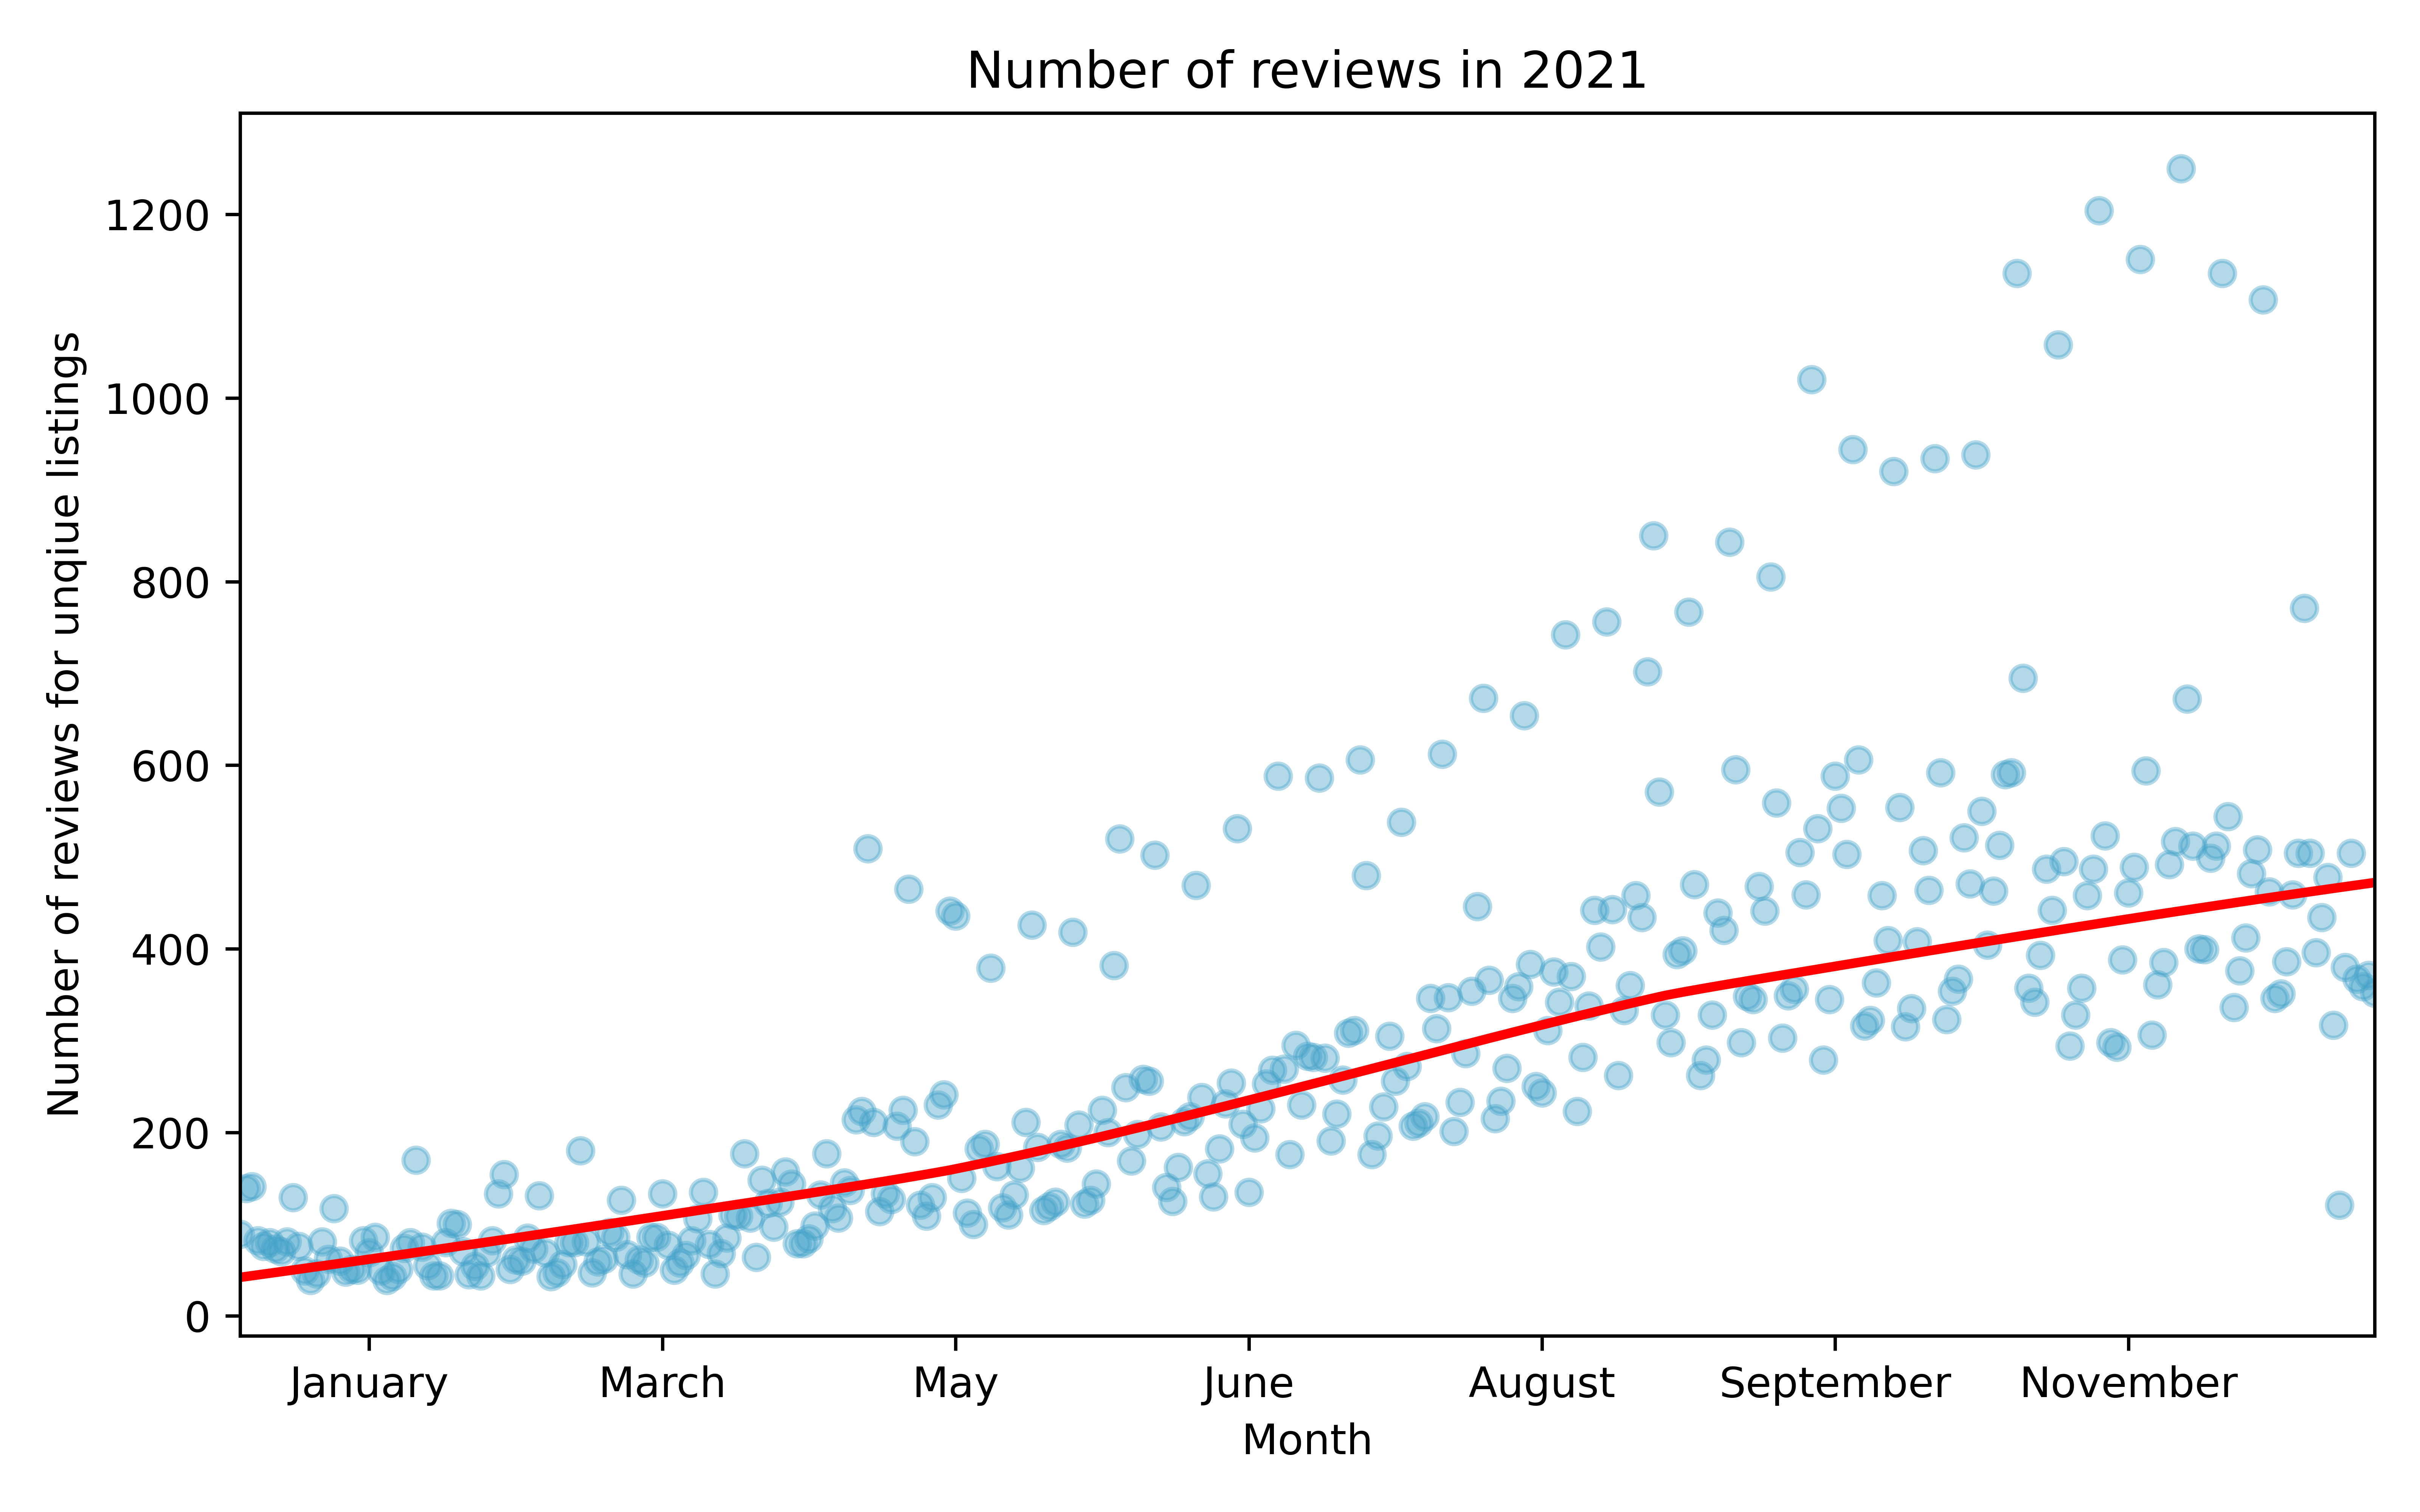 Number of reviews in 2021
Number of reviews for unqiue listings
1200
1000
800
600
400
200
0
January March May June August September November
Month